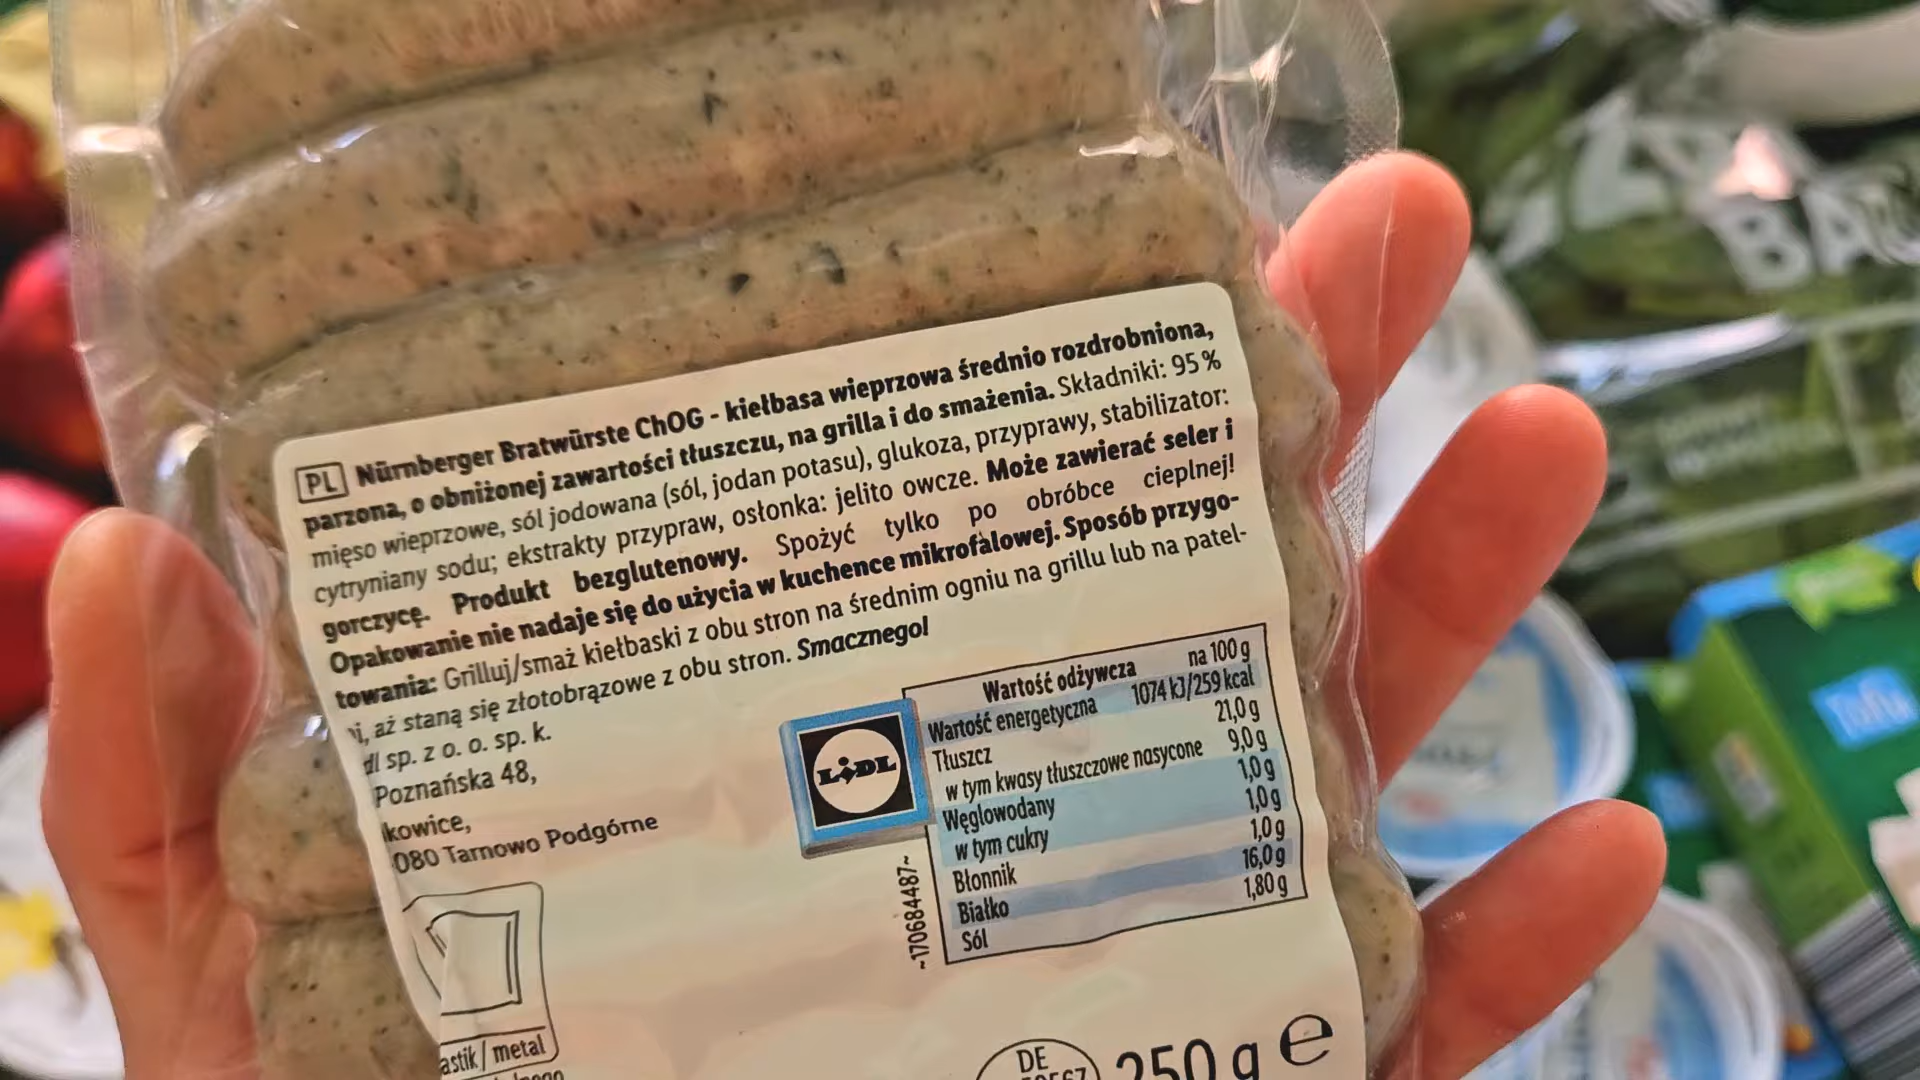 PL Nürnberger Bratwürste ChOG - kiełbasa wieprzowa średnio rozdrobniona,
parzona, o obniżonej zawartości tłuszczu, na grilla i do smażenia. Składniki: 95 %
mięso wieprzowe, sól jodowana (sól, jodan potasu), glukoza, przyprawy, stabilizator:
cytryniany sodu; ekstrakty przypraw, osłonka: jelito owcze. Może zawierać seler i
gorczycę. Produkt bezglutenowy. Spożyć tylko po obróbce cieplnej!
Opakowanie nie nadaje się do użycia w kuchence mikrofalowej. Sposób przygo-
towania: Grilluj/smaż kiełbaski z obu stron na średnim ogniu na grillu lub na patel-
i, aż staną się złotobrązowe z obu stron. Smacznego!
dl sp. z o. o. sp. k.
Poznańska 48,
kowice,
080 Tarnowo Podgórne
LIDL
Wartość odżywcza na 100 g
Wartość energetyczna 1074 kJ/259 kcal
Tłuszcz 21,0 g
w tym kwasy tłuszczowe nasycone 9,0 g
Węglowodany 1,0 g
w tym cukry 1,0 g
Błonnik 1,0 g
Białko 16,0 g
Sól 1,80 g
~170684487~
astik / metal
DE
250 g e
BA
Tofu